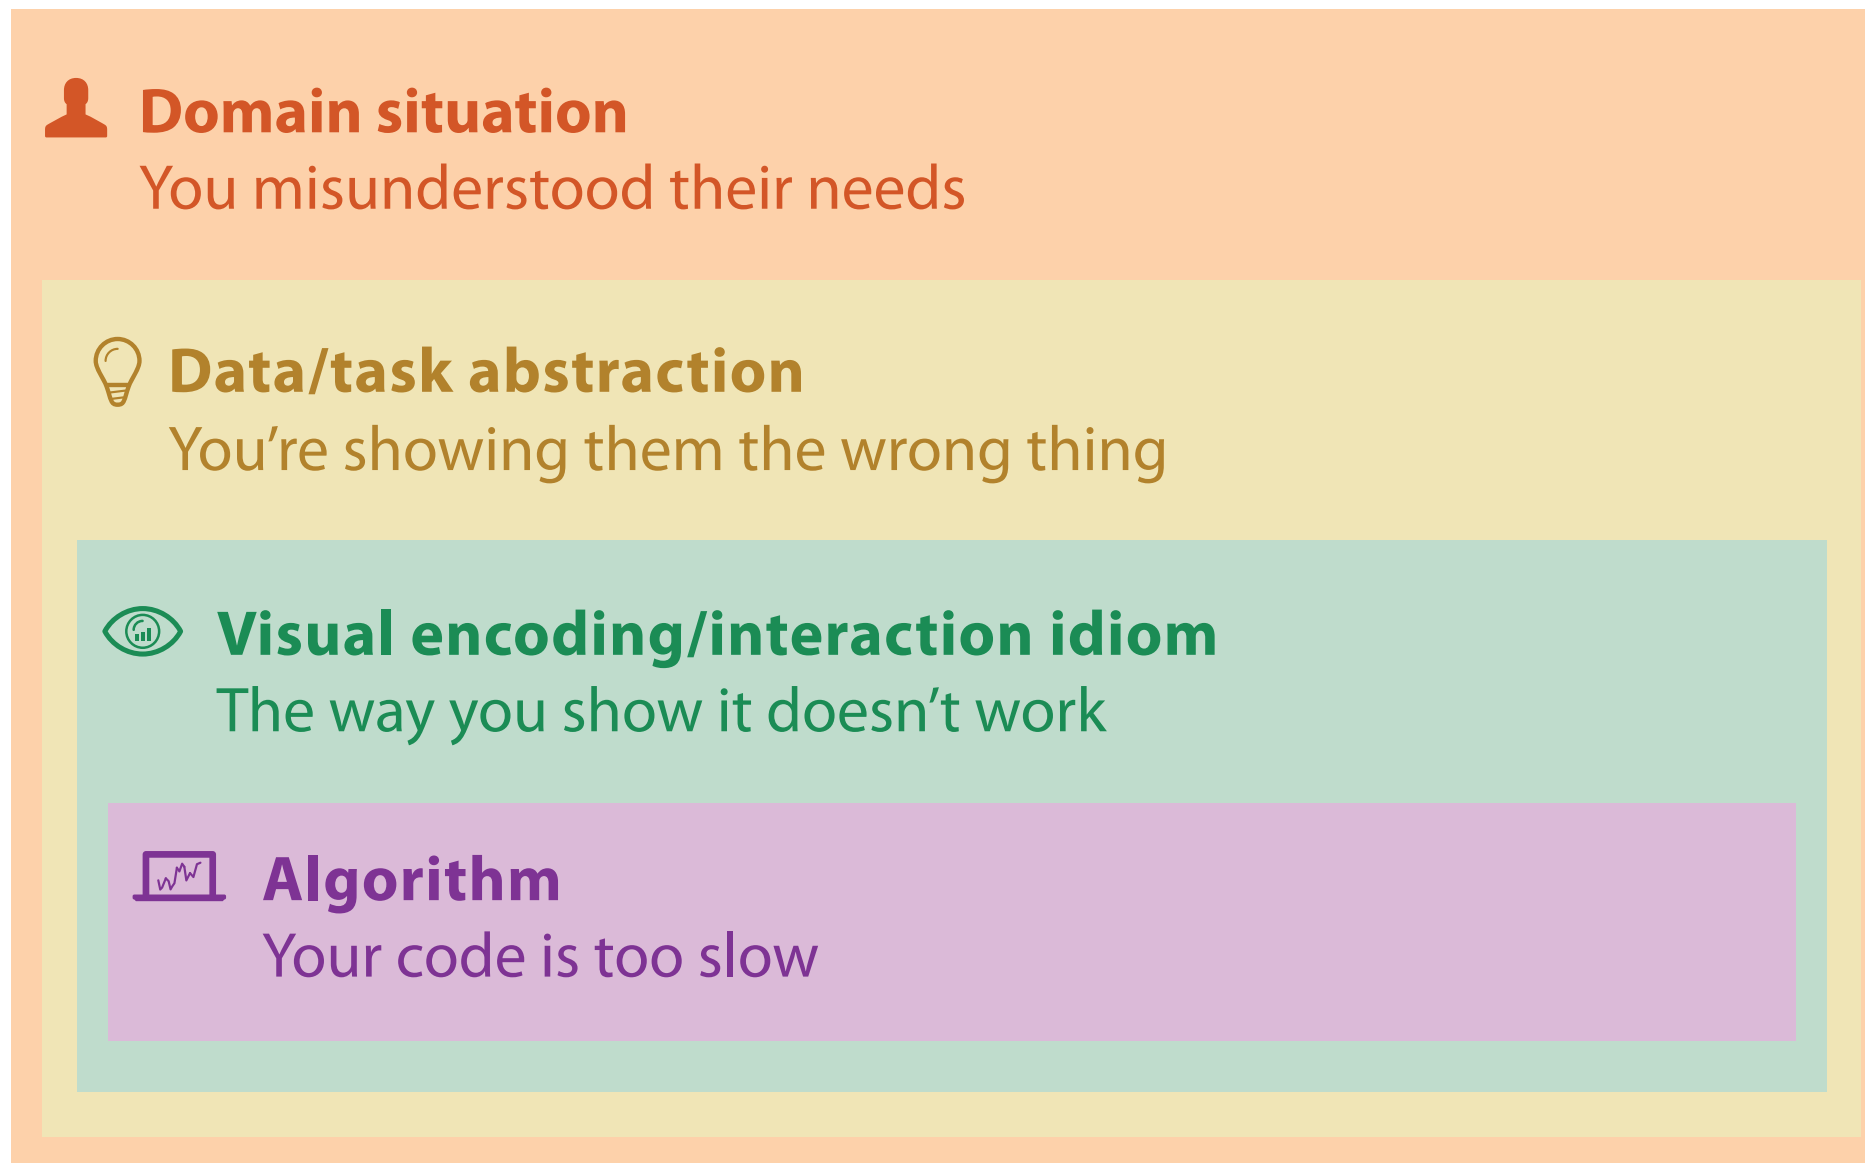 Domain situation
You misunderstood their needs
Data/task abstraction
You’re showing them the wrong thing
Visual encoding/interaction idiom
The way you show it doesn’t work
Algorithm
Your code is too slow